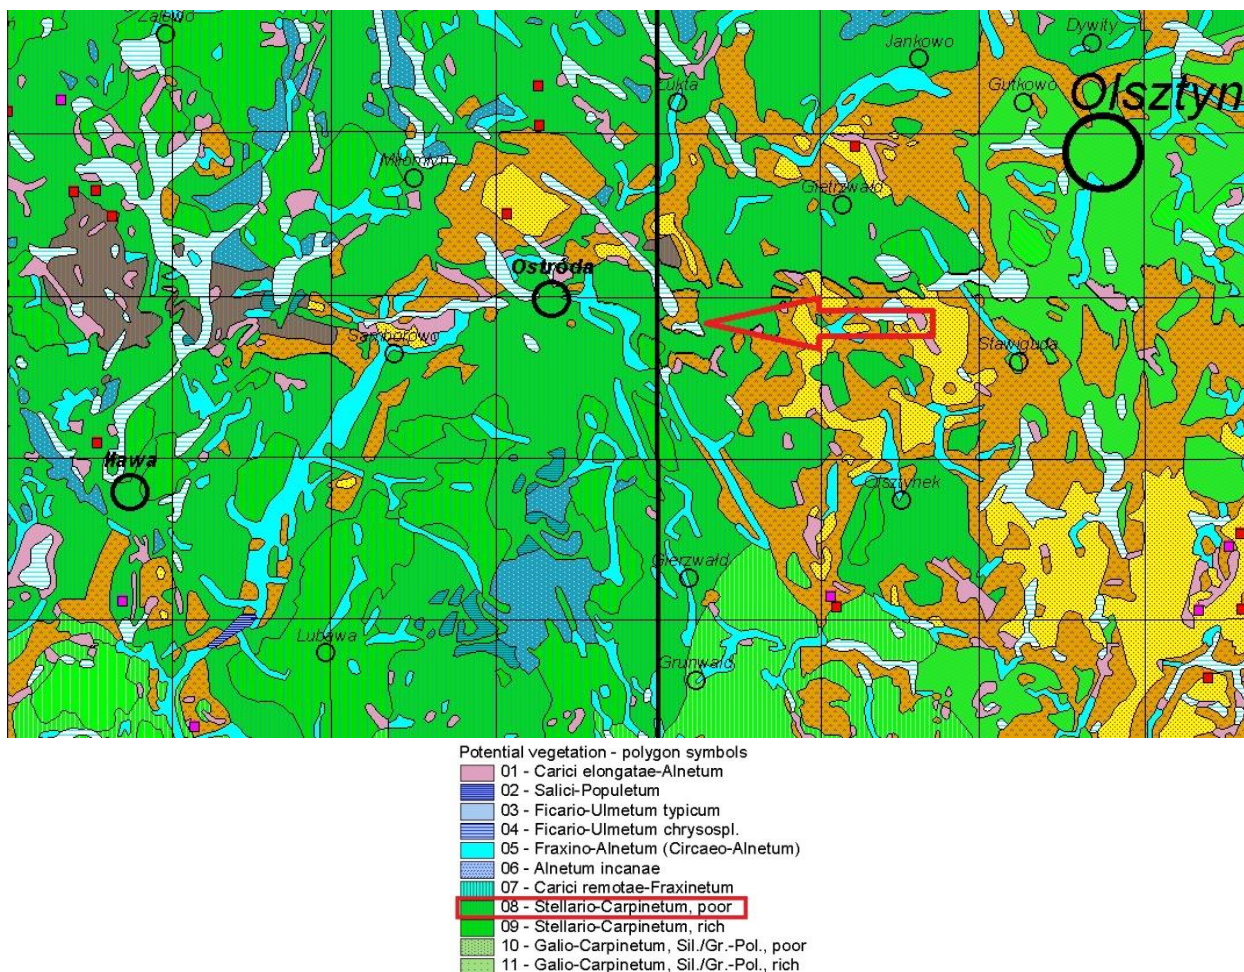 Zalewo
Dywity
Jankowo
Łukta
Gutkowo
Olsztyn
Miłomłyn
Gietrzwałd
Ostróda
Samborowo
Stawiguda
Iława
Olsztynek
Gierzwałd
Lubawa
Grunwald
Potential vegetation - polygon symbols
01 - Carici elongatae-Alnetum
02 - Salici-Populetum
03 - Ficario-Ulmetum typicum
04 - Ficario-Ulmetum chrysospl.
05 - Fraxino-Alnetum (Circaeo-Alnetum)
06 - Alnetum incanae
07 - Carici remotae-Fraxinetum
08 - Stellario-Carpinetum, poor
09 - Stellario-Carpinetum, rich
10 - Galio-Carpinetum, Sil./Gr.-Pol., poor
11 - Galio-Carpinetum, Sil./Gr.-Pol., rich